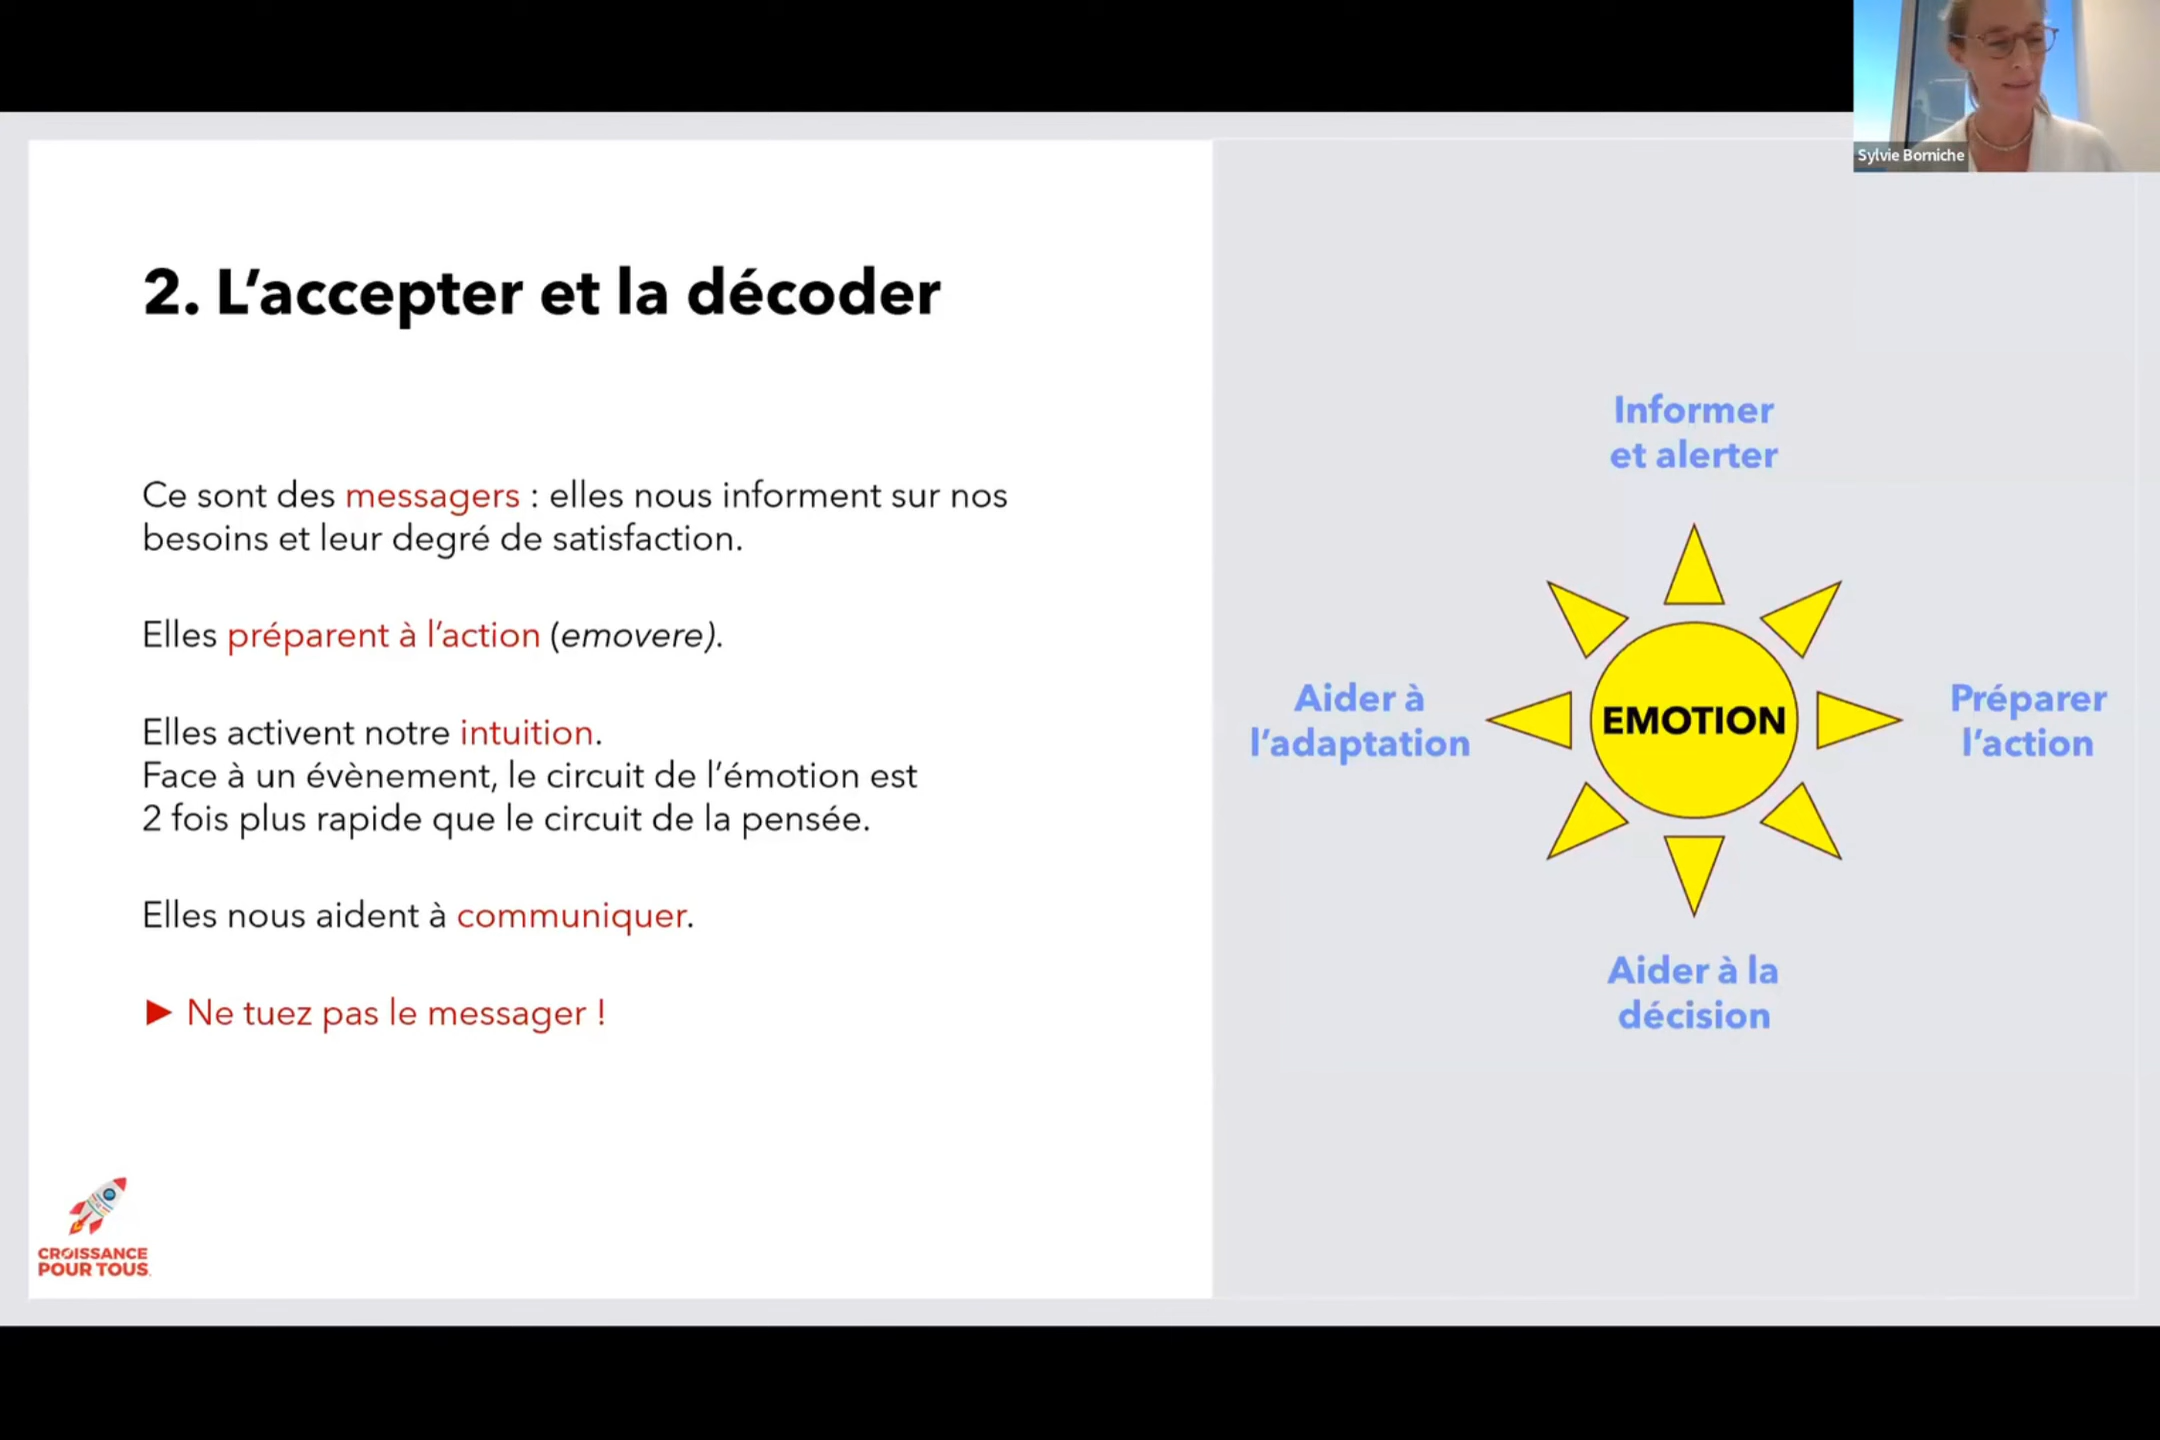 Sylvie Borniche
2. L’accepter et la décoder
Ce sont des messagers : elles nous informent sur nos
besoins et leur degré de satisfaction.
Elles préparent à l’action (emovere).
Elles activent notre intuition.
Face à un évènement, le circuit de l’émotion est
2 fois plus rapide que le circuit de la pensée.
Elles nous aident à communiquer.
► Ne tuez pas le messager !
CROISSANCE
POUR TOUS
Informer
et alerter
Aider à
l’adaptation
EMOTION
Préparer
l’action
Aider à la
décision